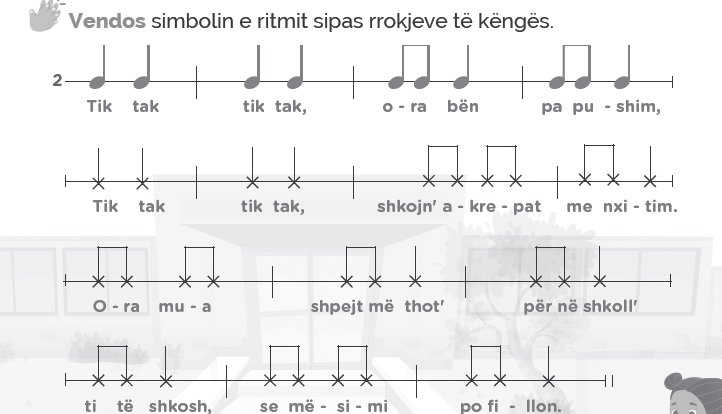 Vendos simbolin e ritmit sipas rrokjeve të këngës.
2
Tik tak tik tak, o - ra bën pa pu - shim,
Tik tak tik tak, shkojn' a - kre - pat me nxi - tim.
O - ra mu - a shpejt më thot' për në shkoll'
ti të shkosh, se më - si - mi po fi - llon.